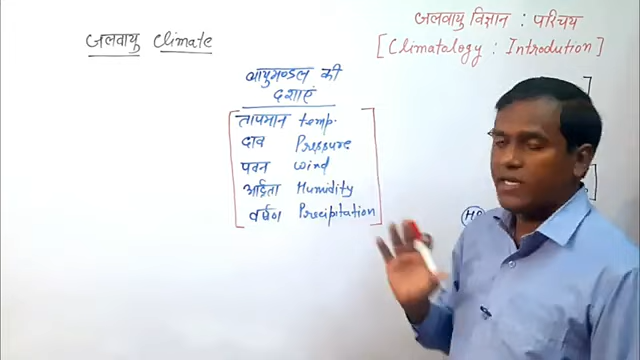 जलवायु विज्ञान : परिचय
[Climatology : Introdution]
जलवायु Climate
वायुमण्डल की
दशाएं
तापमान temp.
दाव Pressure
पवन wind
आर्द्रता Humidity
वर्षण Precipitation